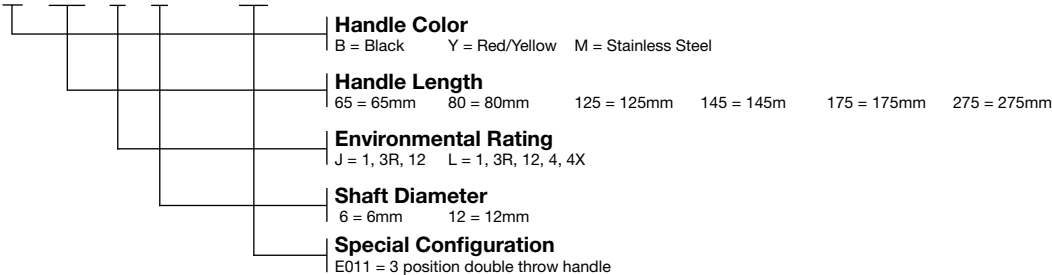 Handle Color
B = Black Y = Red/Yellow M = Stainless Steel
Handle Length
65 = 65mm 80 = 80mm 125 = 125mm 145 = 145m 175 = 175mm 275 = 275mm
Environmental Rating
J = 1, 3R, 12 L = 1, 3R, 12, 4, 4X
Shaft Diameter
6 = 6mm 12 = 12mm
Special Configuration
E011 = 3 position double throw handle